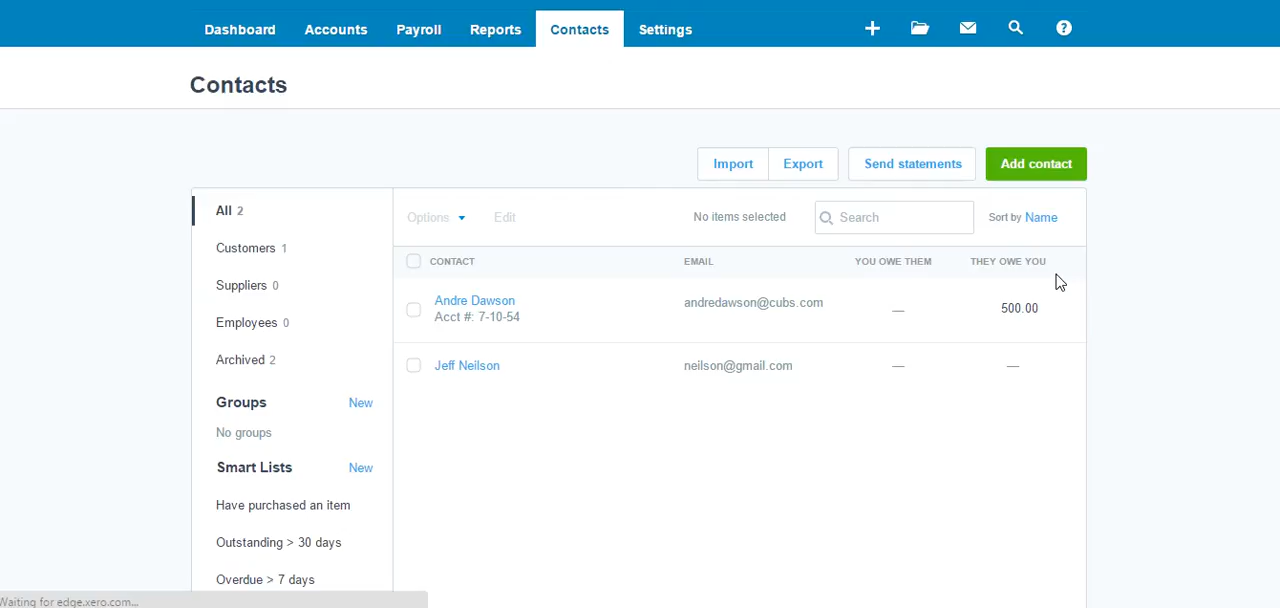 Dashboard Accounts Payroll Reports Contacts Settings
Contacts
Import Export Send statements Add contact
All 2
Options Edit No items selected Search Sort by Name
Customers 1
CONTACT EMAIL YOU OWE THEM THEY OWE YOU
Suppliers 0
Andre Dawson andredawson@cubs.com — 500.00
Acct #: 7-10-54
Employees 0
Archived 2
Jeff Neilson neilson@gmail.com — —
Groups New
No groups
Smart Lists New
Have purchased an item
Outstanding > 30 days
Overdue > 7 days
Waiting for edge.xero.com...